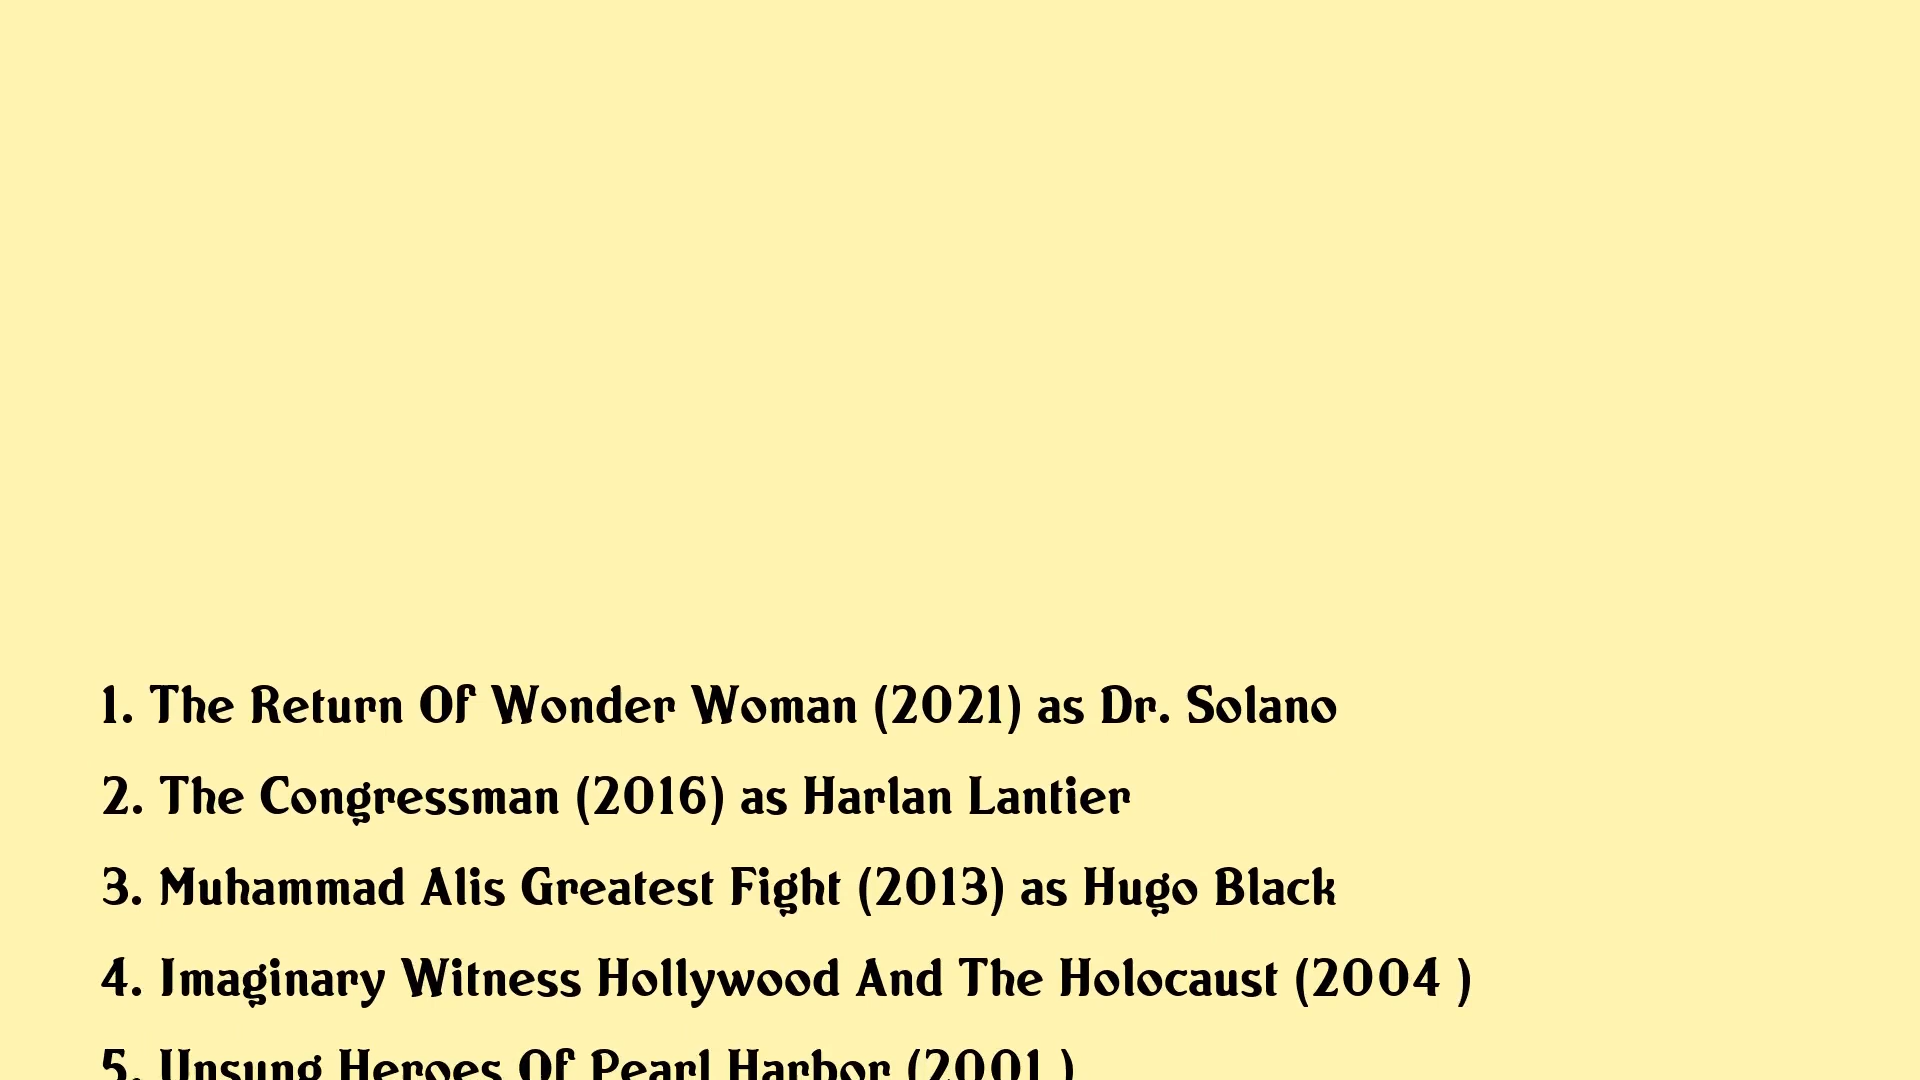 1. The Return Of Wonder Woman (2021) as Dr. Solano
2. The Congressman (2016) as Harlan Lantier
3. Muhammad Alis Greatest Fight (2013) as Hugo Black
4. Imaginary Witness Hollywood And The Holocaust (2004 )
5. Unsung Heroes Of Pearl Harbor (2001 )